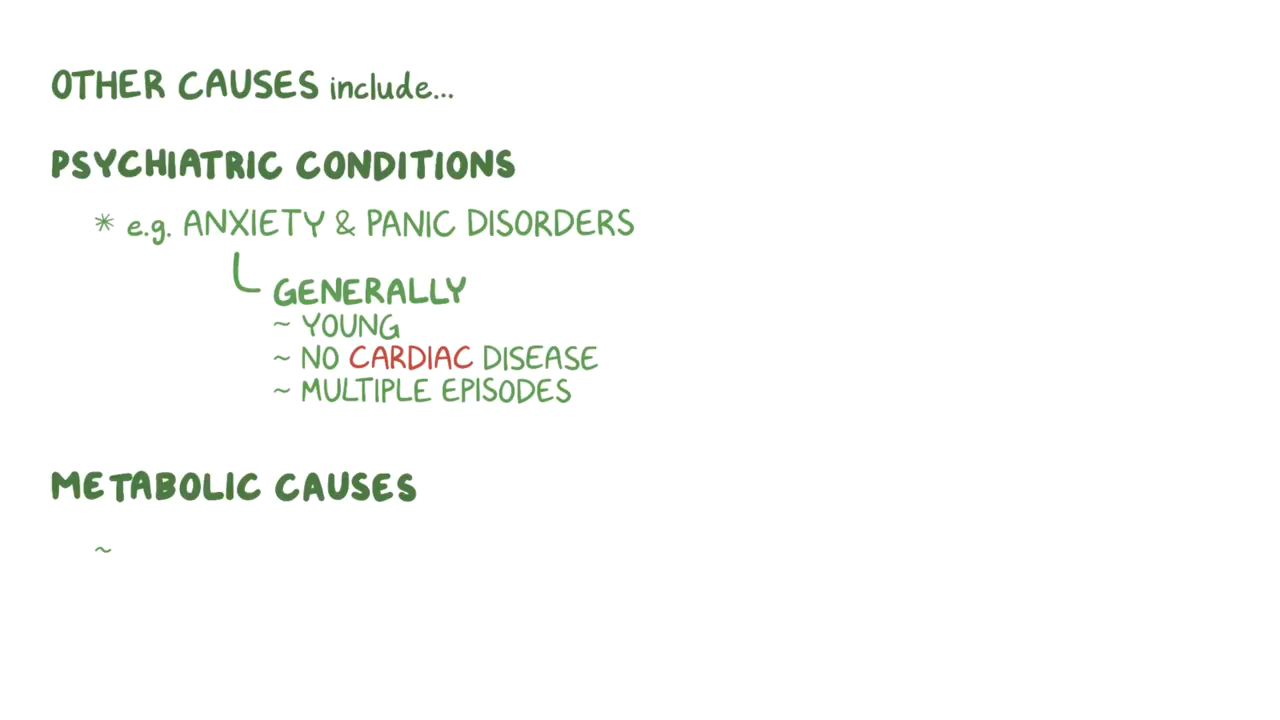 OTHER CAUSES include...
PSYCHIATRIC CONDITIONS
* e.g. ANXIETY & PANIC DISORDERS
GENERALLY
~ YOUNG
~ NO CARDIAC DISEASE
~ MULTIPLE EPISODES
METABOLIC CAUSES
~